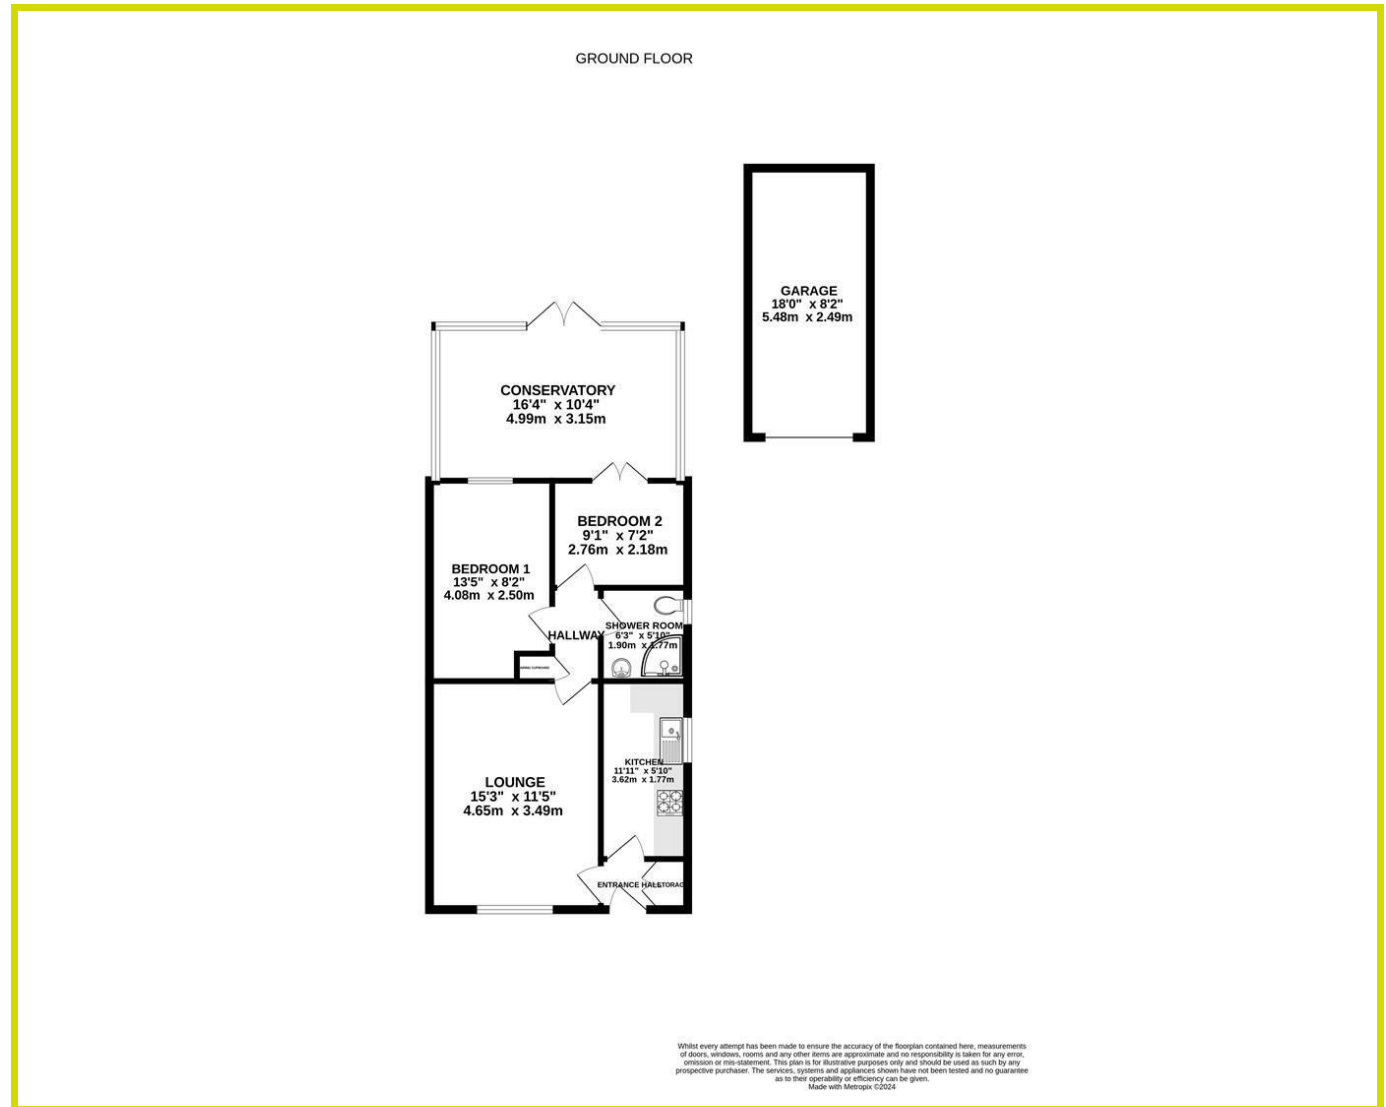 GROUND FLOOR
GARAGE
18'0" x 8'2"
5.48m x 2.49m
CONSERVATORY
16'4" x 10'4"
4.99m x 3.15m
BEDROOM 2
9'1" x 7'2"
2.76m x 2.18m
BEDROOM 1
13'5" x 8'2"
4.08m x 2.50m
HALLWAY
SHOWER ROOM
6'3" x 5'10"
1.90m x 1.77m
KITCHEN
11'11" x 5'10"
3.62m x 1.77m
LOUNGE
15'3" x 11'5"
4.65m x 3.49m
ENTRANCE HALL
Whilst every attempt has been made to ensure the accuracy of the floorplan contained here, measurements
of doors, windows, rooms and any other items are approximate and no responsibility is taken for any error,
omission or mis-statement. This plan is for illustrative purposes only and should be used as such by any
prospective purchaser. The services, systems and appliances shown have not been tested and no guarantee
as to their operability or efficiency can be given.
Made with Metropix ©2024